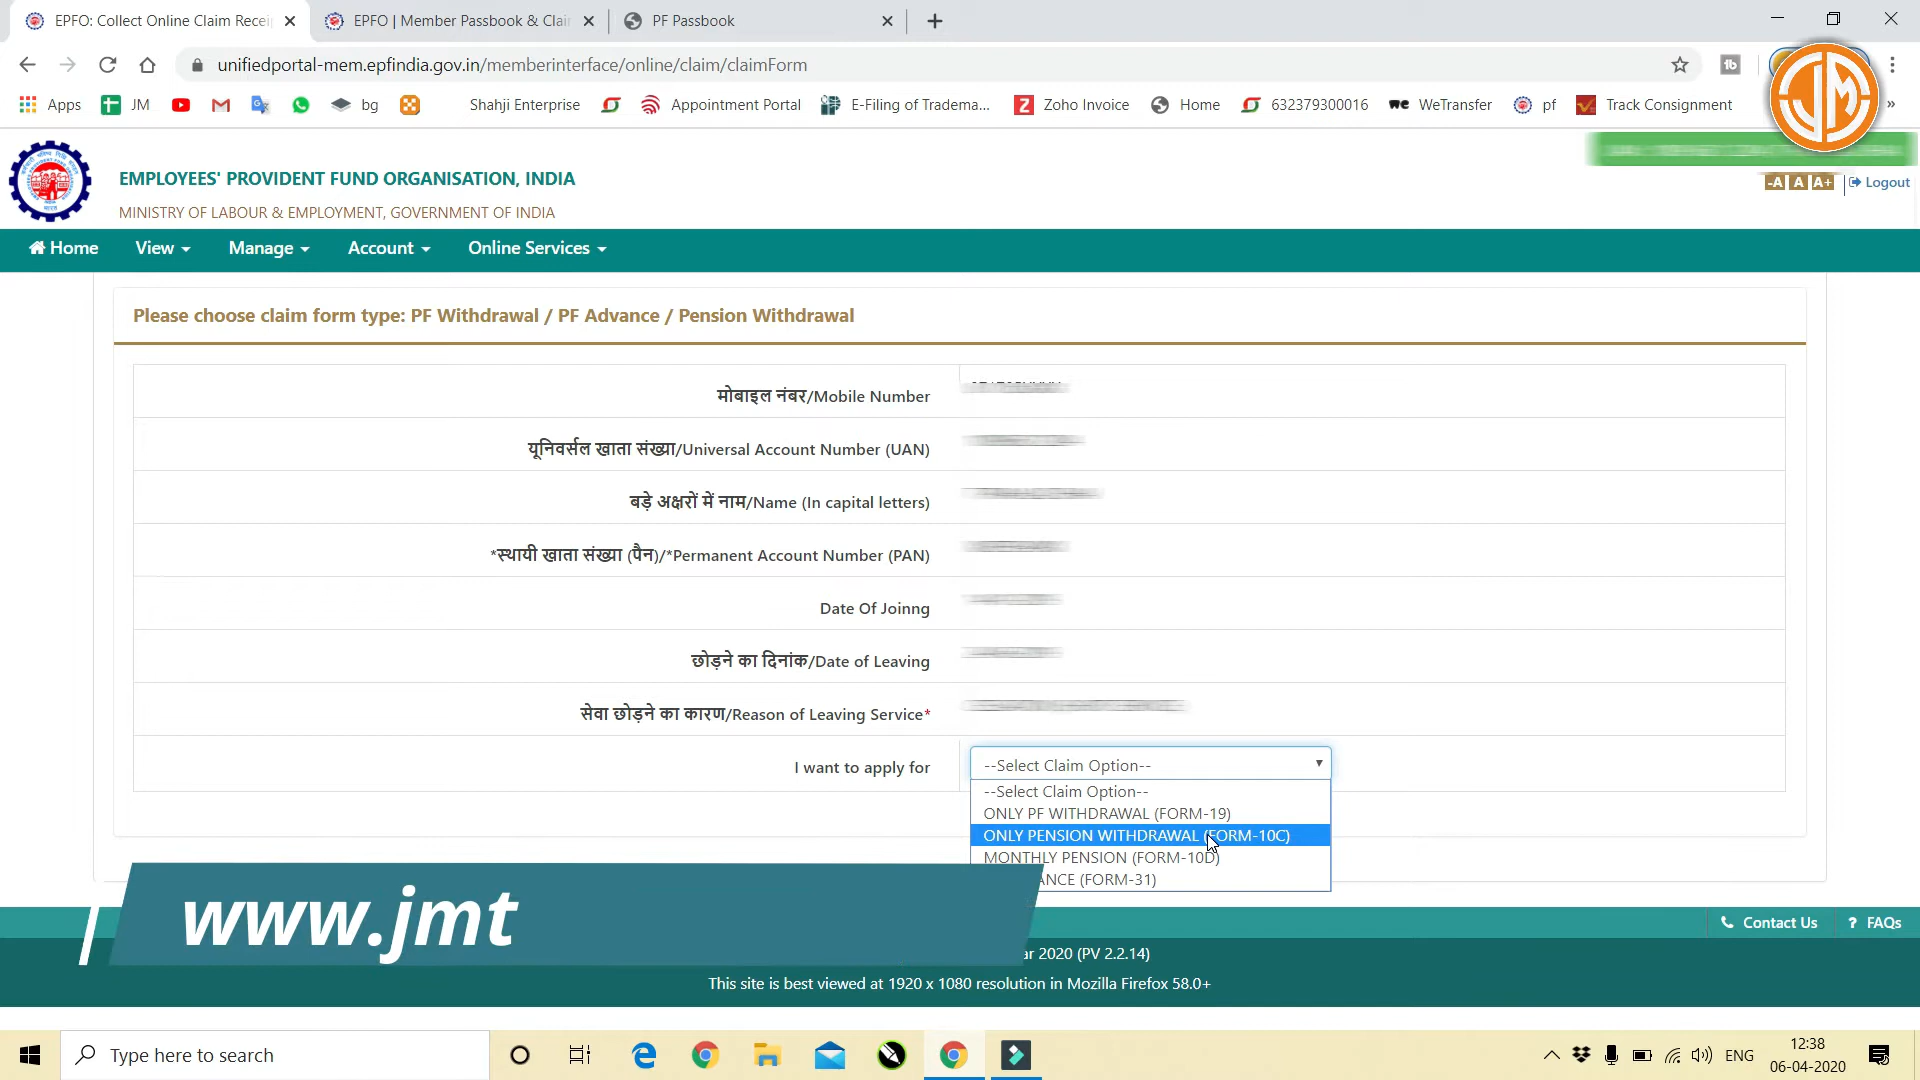 EPFO: Collect Online Claim Recei
EPFO | Member Passbook & Clai
PF Passbook
unifiedportal-mem.epfindia.gov.in/memberinterface/online/claim/claimForm
Apps JM bg Shahji Enterprise Appointment Portal E-Filing of Tradema... Zoho Invoice Home 632379300016 WeTransfer pf Track Consignment »
JM
EMPLOYEES' PROVIDENT FUND ORGANISATION, INDIA
MINISTRY OF LABOUR & EMPLOYMENT, GOVERNMENT OF INDIA
-A A A+ Logout
Home View Manage Account Online Services
Please choose claim form type: PF Withdrawal / PF Advance / Pension Withdrawal
मोबाइल नंबर/Mobile Number
यूनिवर्सल खाता संख्या/Universal Account Number (UAN)
बड़े अक्षरों में नाम/Name (In capital letters)
*स्थायी खाता संख्या (पैन)/*Permanent Account Number (PAN)
Date Of Joinng
छोड़ने का दिनांक/Date of Leaving
सेवा छोड़ने का कारण/Reason of Leaving Service*
I want to apply for
--Select Claim Option--
--Select Claim Option--
ONLY PF WITHDRAWAL (FORM-19)
ONLY PENSION WITHDRAWAL (FORM-10C)
MONTHLY PENSION (FORM-10D)
ANCE (FORM-31)
www.jmt
Contact Us ? FAQs
ar 2020 (PV 2.2.14)
This site is best viewed at 1920 x 1080 resolution in Mozilla Firefox 58.0+
Type here to search
ENG
12:38
06-04-2020